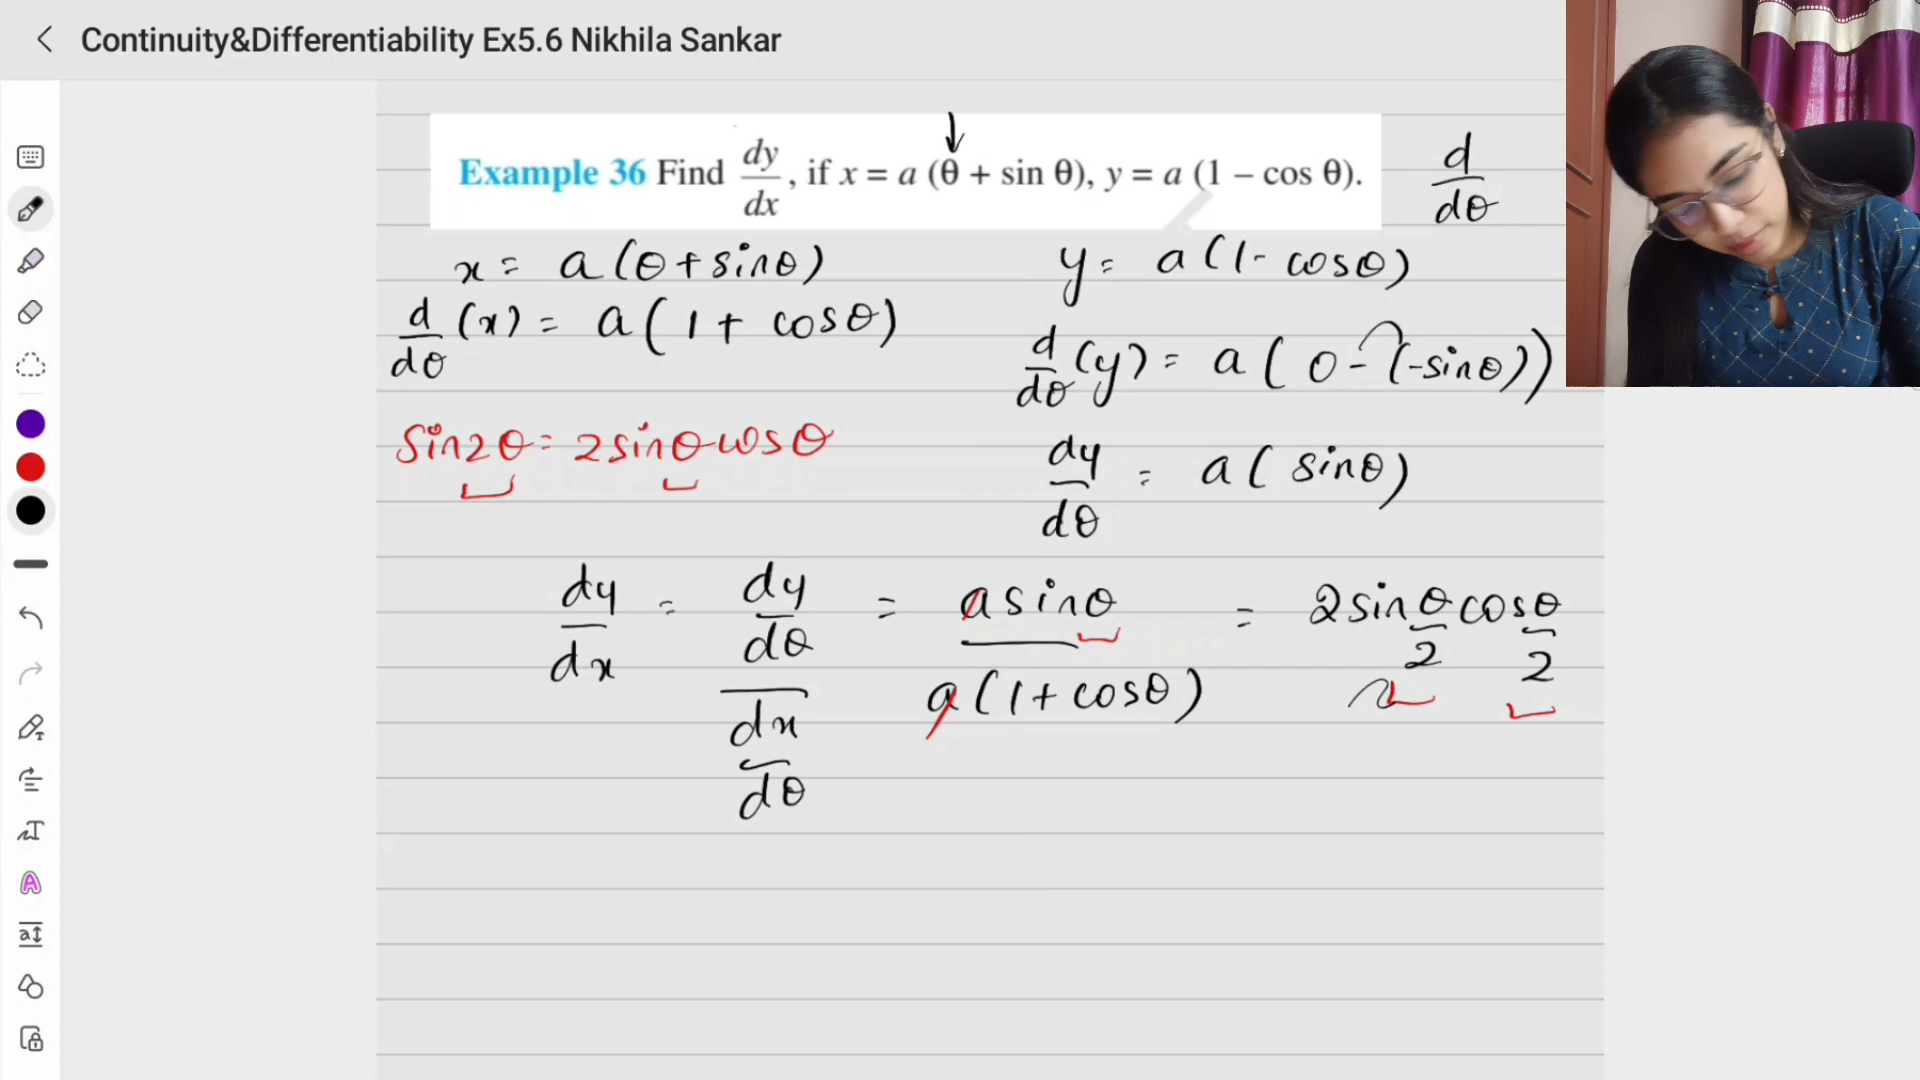 Continuity&Differentiability Ex5.6 Nikhila Sankar
Example 36 Find dy/dx, if x = a (θ + sin θ), y = a (1 – cos θ).
d/dθ
x = a(θ+sinθ)
y = a(1-cosθ)
d/dθ (x) = a(1+ cosθ)
d/dθ (y) = a(0-(-sinθ))
Sin2θ = 2sinθcosθ
dy/dθ = a(sinθ)
dy/dx = dy/dθ / dx/dθ = asinθ / a(1+cosθ) = 2sinθ/2 cosθ/2